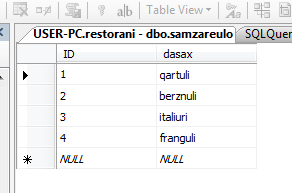 Table View
USER-PC.restorani - dbo.samzareulo
SQLQuer
ID dasax
1 qartuli
2 berznuli
3 italiuri
4 franguli
NULL NULL